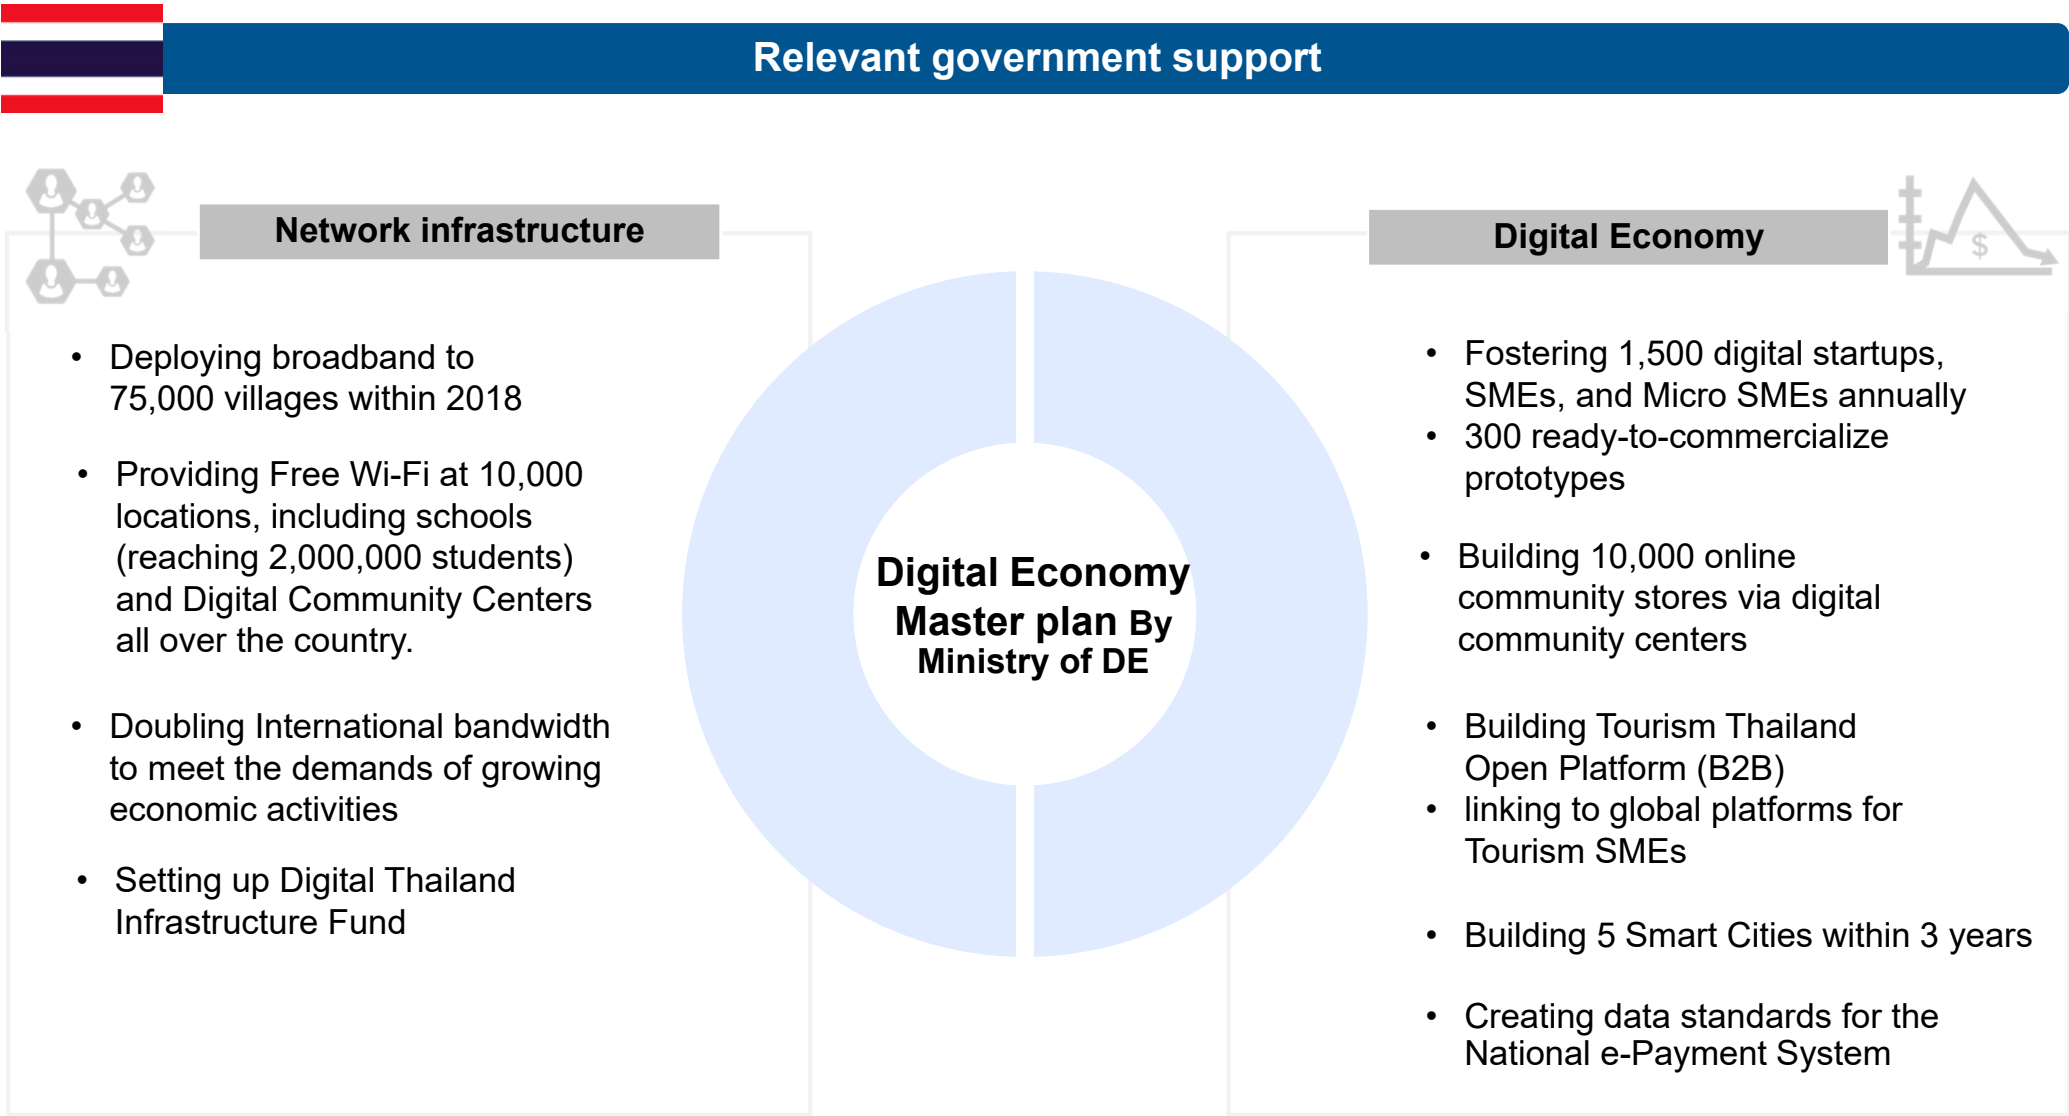 Relevant government support
Network infrastructure
• Deploying broadband to
75,000 villages within 2018
• Providing Free Wi-Fi at 10,000
locations, including schools
(reaching 2,000,000 students)
and Digital Community Centers
all over the country.
• Doubling International bandwidth
to meet the demands of growing
economic activities
• Setting up Digital Thailand
Infrastructure Fund
Digital Economy
Master plan By
Ministry of DE
Digital Economy
$
• Fostering 1,500 digital startups,
SMEs, and Micro SMEs annually
• 300 ready-to-commercialize
prototypes
• Building 10,000 online
community stores via digital
community centers
• Building Tourism Thailand
Open Platform (B2B)
• linking to global platforms for
Tourism SMEs
• Building 5 Smart Cities within 3 years
• Creating data standards for the
National e-Payment System